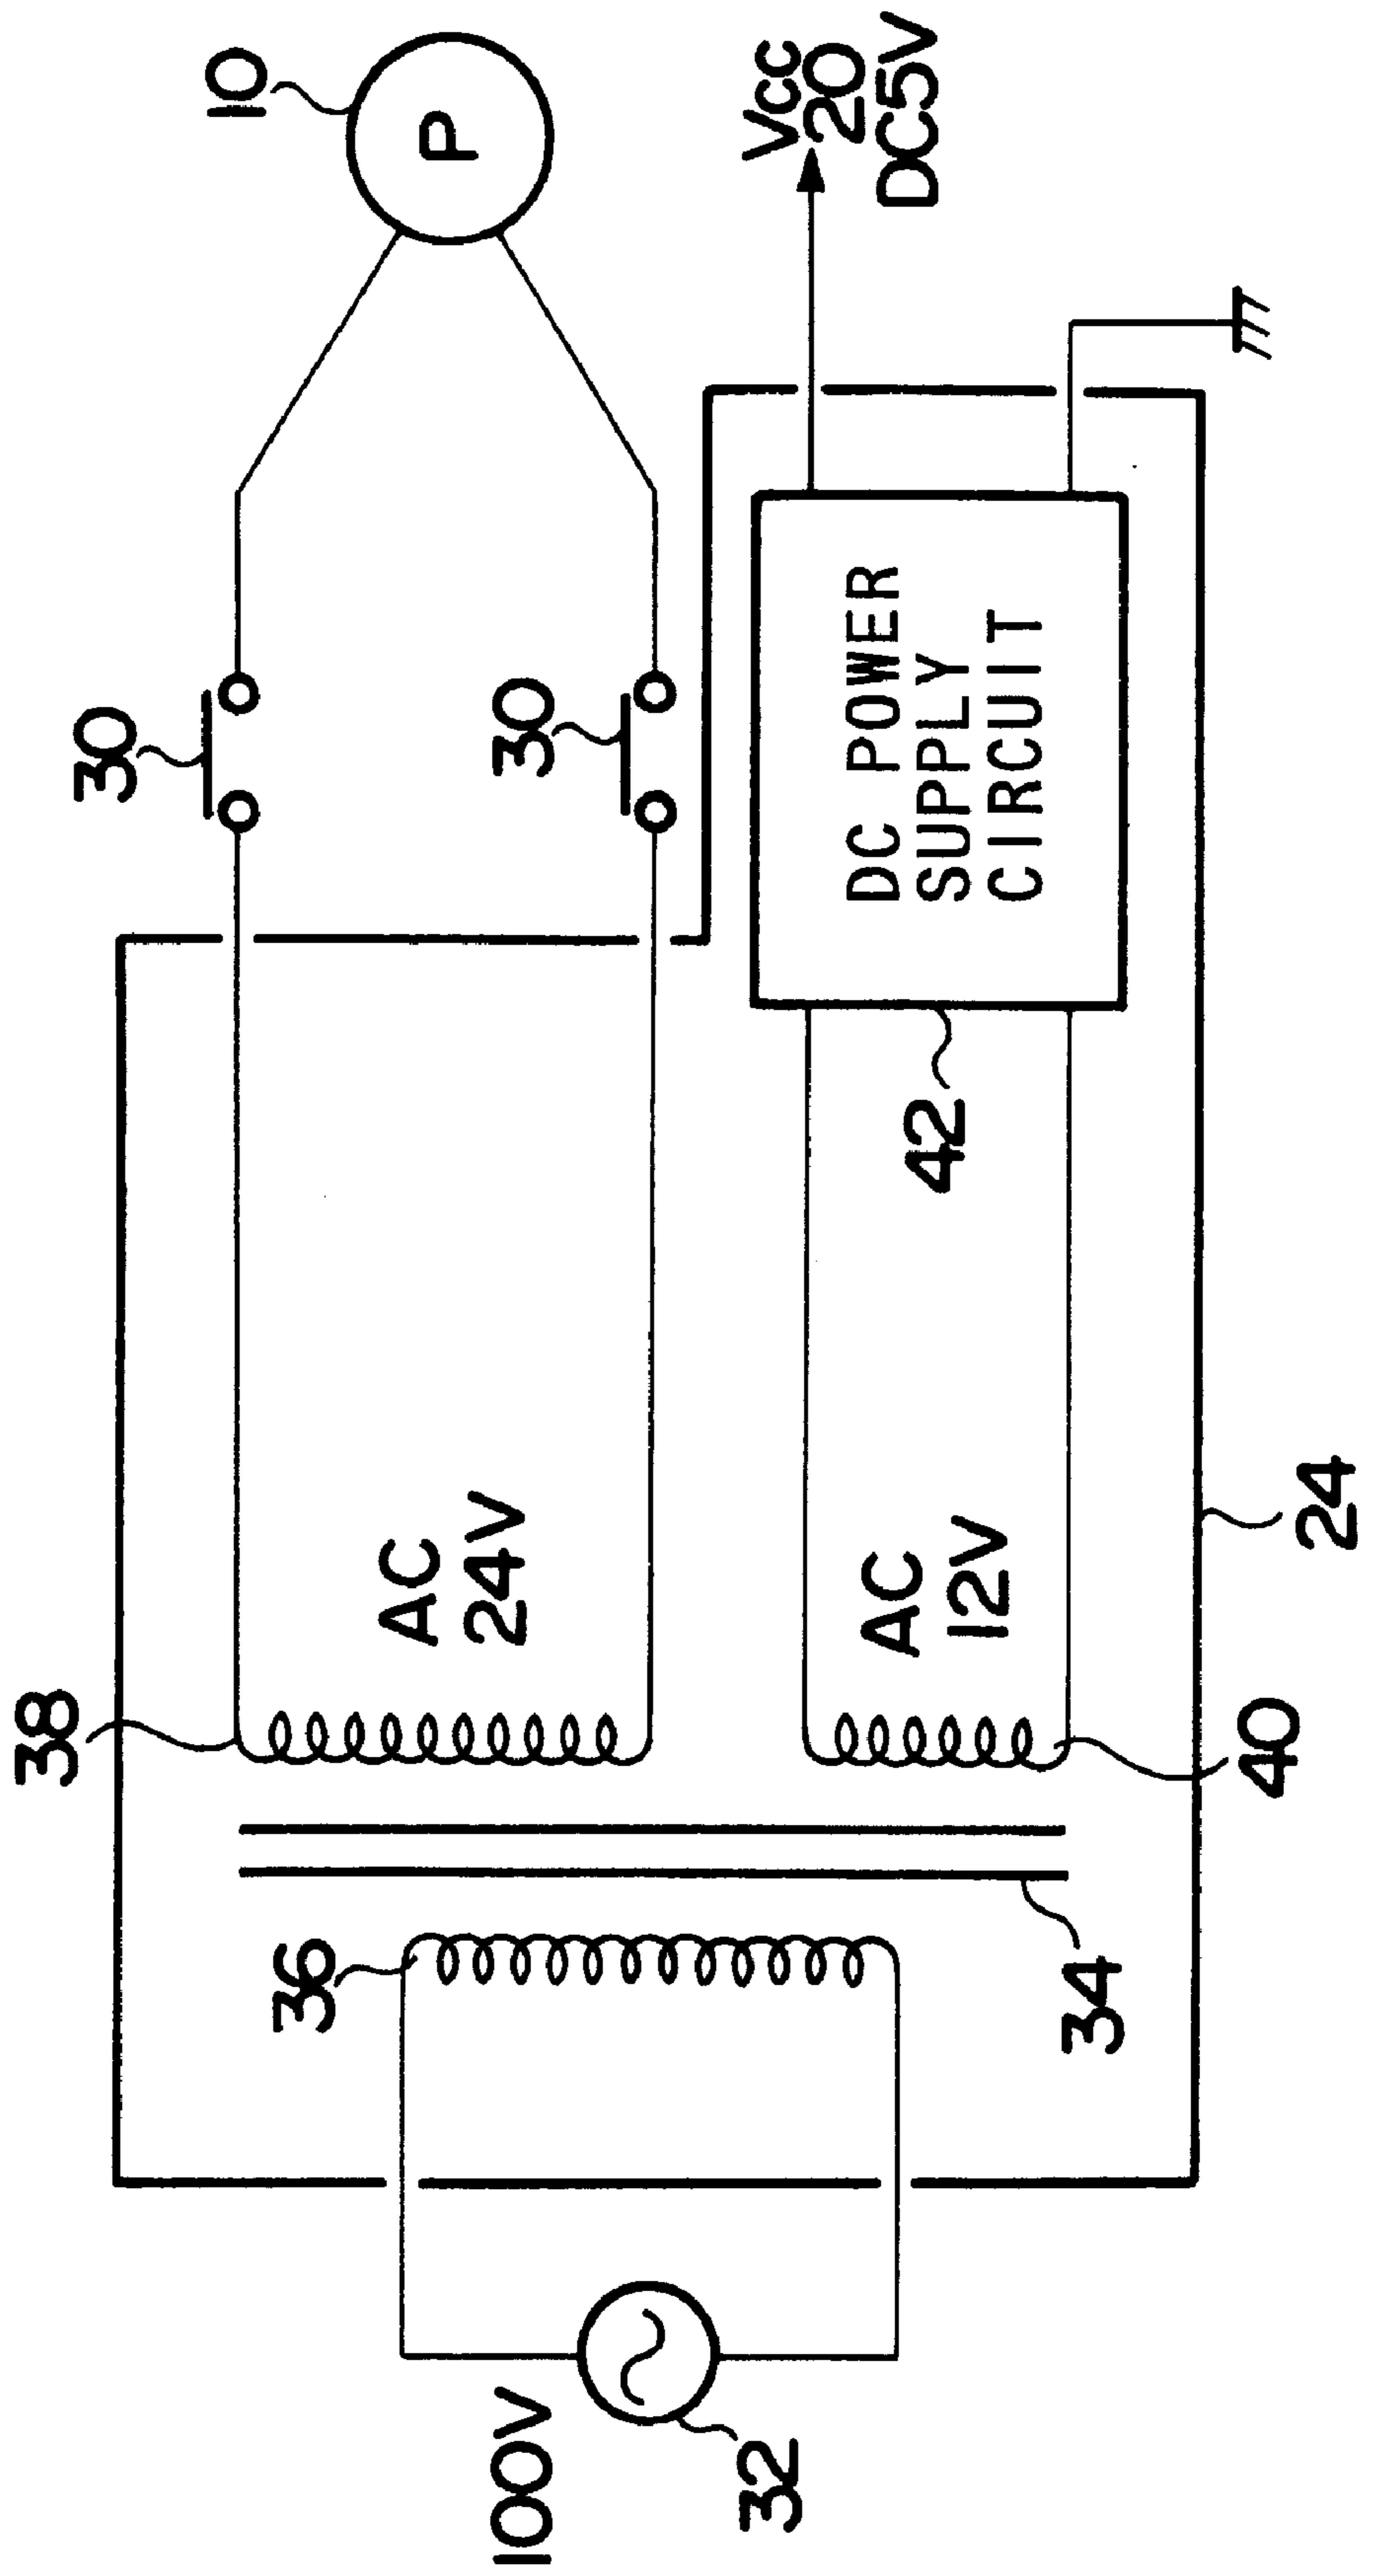 10
P
30
30
Vcc
20
DC5V
DC POWER
SUPPLY
CIRCUIT
42
38
AC
24V
AC
12V
24
40
36
34
100V
32